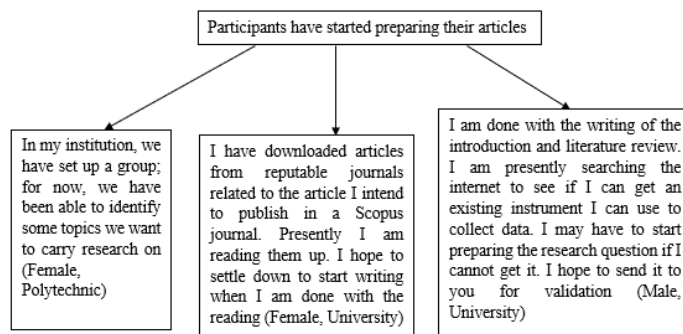 Participants have started preparing their articles
In my institution, we
have set up a group;
for now, we have
been able to identify
some topics we want
to carry research on
(Female,
Polytechnic)
I have downloaded articles
from reputable journals
related to the article I intend
to publish in a Scopus
journal. Presently I am
reading them up. I hope to
settle down to start writing
when I am done with the
reading (Female, University)
I am done with the writing of the
introduction and literature review.
I am presently searching the
internet to see if I can get an
existing instrument I can use to
collect data. I may have to start
preparing the research question if I
cannot get it. I hope to send it to
you for validation (Male,
University)